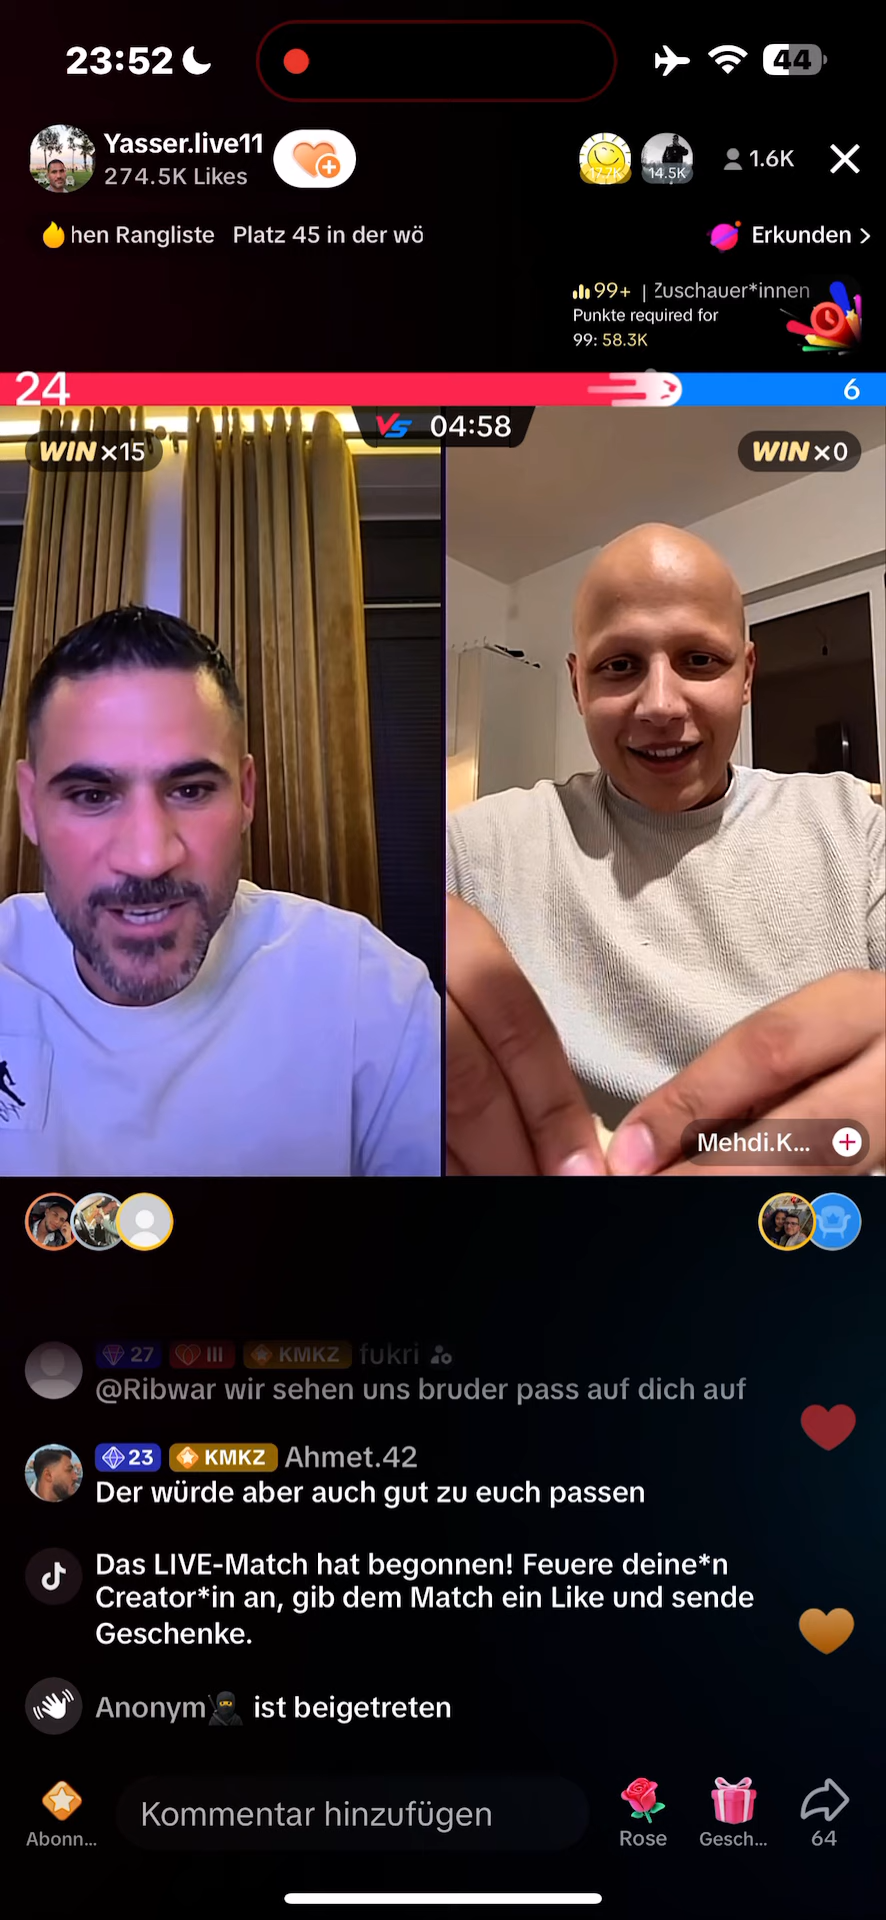 23:52
44
Yasser.live11
274.5K Likes
17.7K
14.5K
1.6K
hen Rangliste Platz 45 in der wö
Erkunden >
99+ | Zuschauer*innen
Punkte required for
99: 58.3K
24
6
VS 04:58
WIN x15
WIN x0
Mehdi.K...
27 III KMKZ fukri
@Ribwar wir sehen uns bruder pass auf dich auf
23 KMKZ Ahmet.42
Der würde aber auch gut zu euch passen
Das LIVE-Match hat begonnen! Feuere deine*n
Creator*in an, gib dem Match ein Like und sende
Geschenke.
Anonym🥷 ist beigetreten
Abonn...
Kommentar hinzufügen
Rose
Gesch...
64